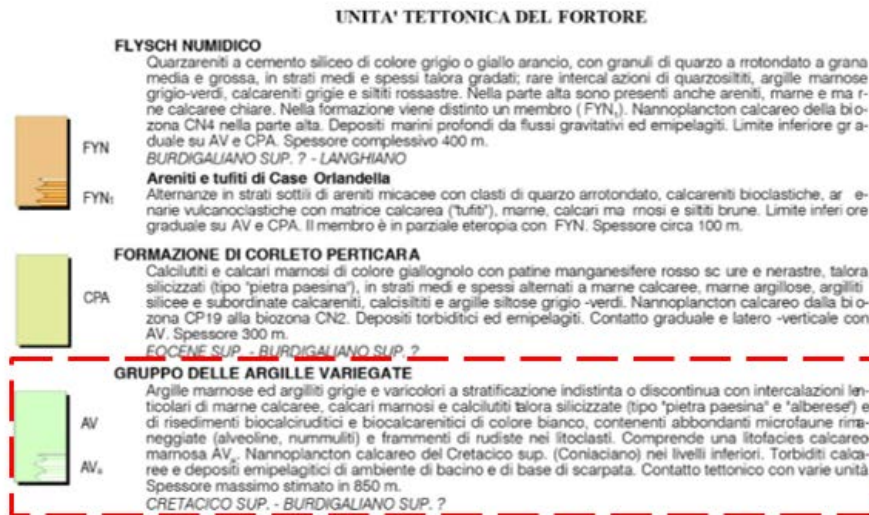 UNITA' TETTONICA DEL FORTORE
FLYSCH NUMIDICO
Quarzareniti a cemento siliceo di colore grigio o giallo arancio, con granuli di quarzo a rrotondato a grana
media e grossa, in strati medi e spessi talora gradati; rare intercal azioni di quarzosiltiti, argille marnose
grigio-verdi, calcareniti grigie e siltiti rossastre. Nella parte alta sono presenti anche areniti, marne e ma r-
ne calcaree chiare. Nella formazione viene distinto un membro (FYN₁). Nannoplancton calcareo della bio-
zona CN4 nella parte alta. Depositi marini profondi da flussi gravitativi ed emipelagiti. Limite inferiore gr a-
FYN
duale su AV e CPA. Spessore complessivo 400 m.
BURDIGALIANO SUP. ? - LANGHIANO
Areniti e tufiti di Case Orlandella
FYN₁
Alternanze in strati sottili di areniti micacee con clasti di quarzo arrotondato, calcareniti bioclastiche, ar e-
narie vulcanoclastiche con matrice calcarea ("tufiti"), marne, calcari ma rnosi e siltiti brune. Limite inferi ore
graduale su AV e CPA. Il membro è in parziale eteropia con FYN. Spessore circa 100 m.
FORMAZIONE DI CORLETO PERTICARA
Calcilutiti e calcari marnosi di colore giallognolo con patine manganesifere rosso sc ure e nerastre, talora
silicizzati (tipo "pietra paesina"), in strati medi e spessi alternati a marne calcaree, marne argillose, argilliti
CPA
silicee e subordinate calcareniti, calcisiltiti e argille siltose grigio -verdi. Nannoplancton calcareo dalla bi o-
zona CP19 alla biozona CN2. Depositi torbiditici ed emipelagiti. Contatto graduale e latero -verticale con
AV. Spessore 300 m.
EOCENE SUP. - BURDIGALIANO SUP. ?
GRUPPO DELLE ARGILLE VARIEGATE
Argille marnose ed argilliti grigie e varicolori a stratificazione indistinta o discontinua con intercalazioni len-
ticolari di marne calcaree, calcari marnosi e calcilutiti talora silicizzate (tipo "pietra paesina" e "alberese") e
AV
di risedimenti biocalciruditici e biocalcarenitici di colore bianco, contenenti abbondanti microfaune rima-
neggiate (alveoline, nummuliti) e frammenti di rudiste nei litoclasti. Comprende una litofacies calcareo
marnosa AVₐ. Nannoplancton calcareo del Cretacico sup. (Coniaciano) nei livelli inferiori. Torbiditi calca-
AVₐ
ree e depositi emipelagitici di ambiente di bacino e di base di scarpata. Contatto tettonico con varie unità
Spessore massimo stimato in 850 m.
CRETACICO SUP. - BURDIGALIANO SUP. ?